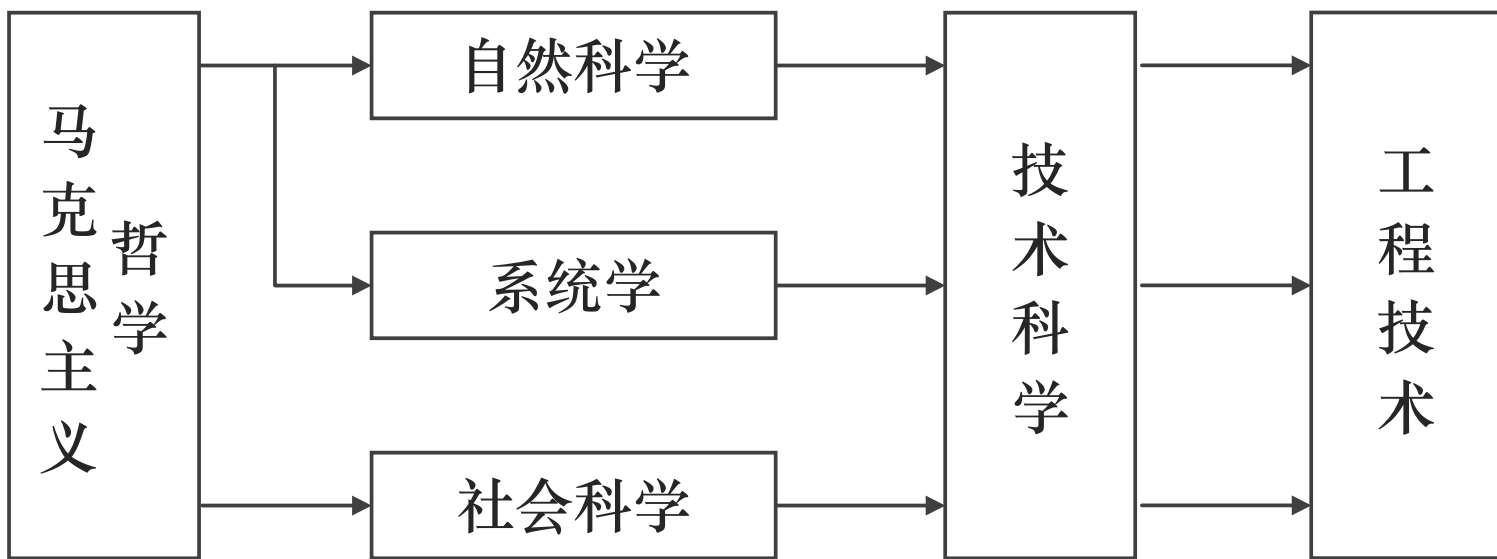 马克思主义
哲学
自然科学
系统学
社会科学
技术科学
工程技术